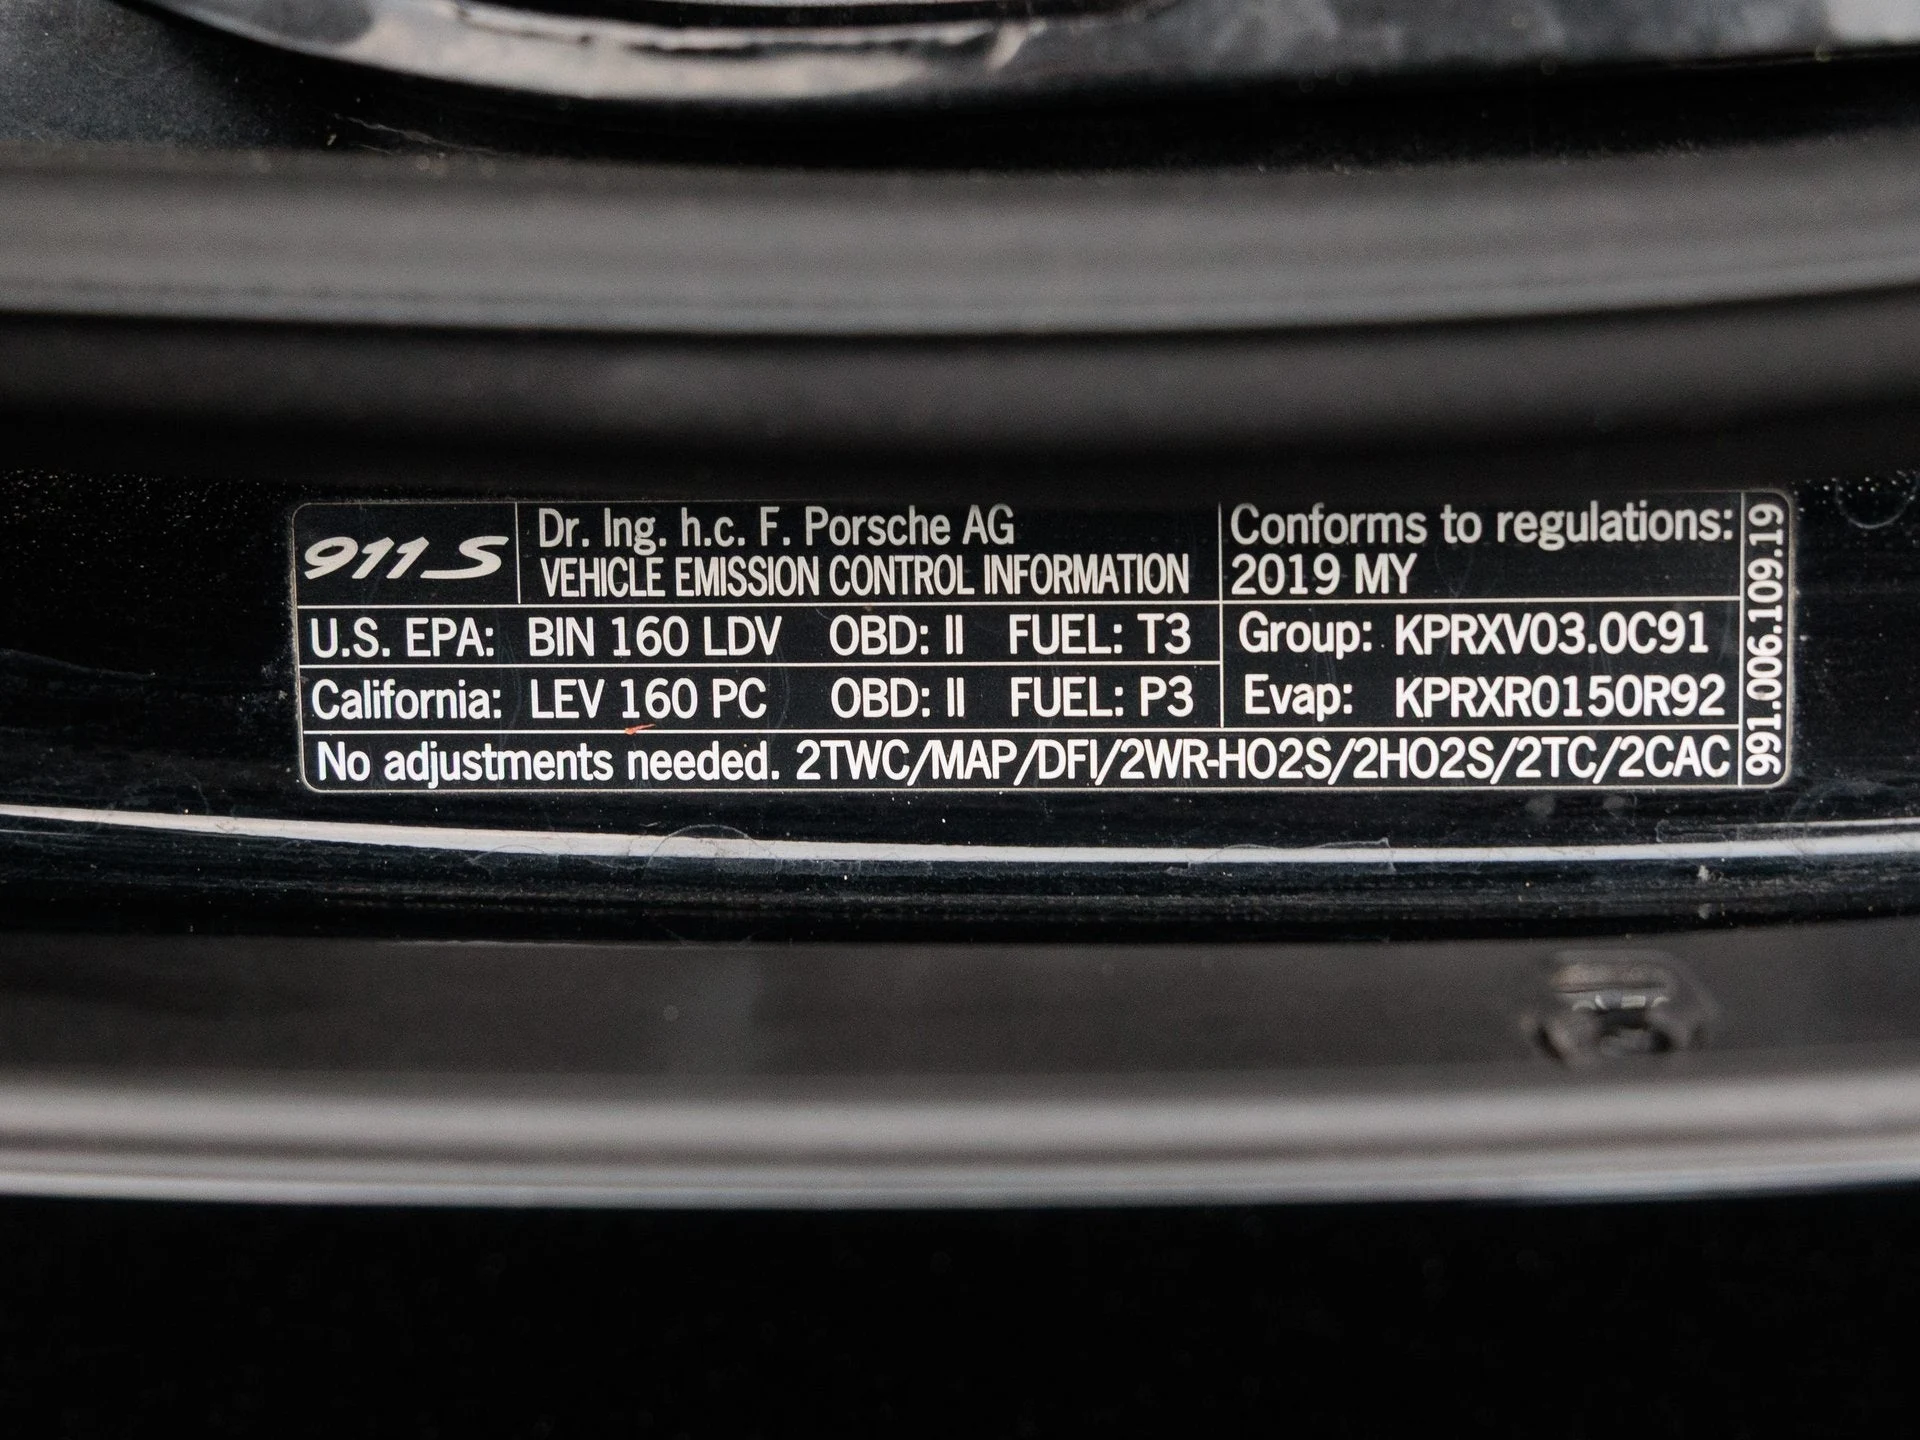 911 S
Dr. Ing. h.c. F. Porsche AG
VEHICLE EMISSION CONTROL INFORMATION
Conforms to regulations:
2019 MY
U.S. EPA: BIN 160 LDV OBD: II FUEL: T3
California: LEV 160 PC OBD: II FUEL: P3
Group: KPRXV03.0C91
Evap: KPRXR0150R92
No adjustments needed. 2TWC/MAP/DFI/2WR-HO2S/2HO2S/2TC/2CAC
991.006.109.19